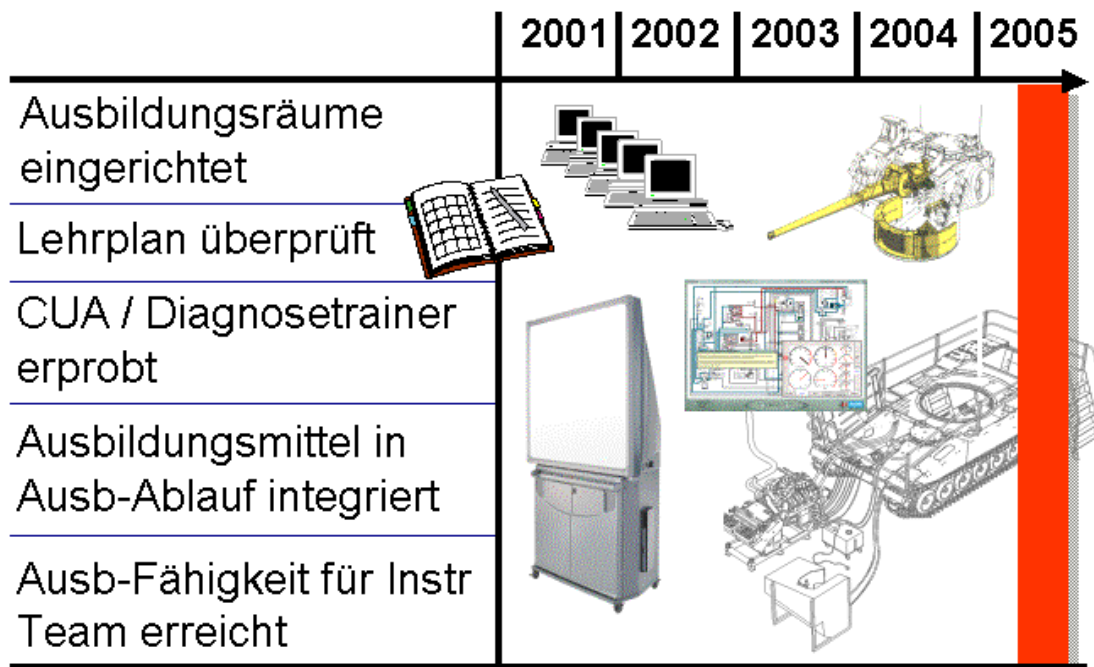 2001 2002 2003 2004 2005
Ausbildungsräume
eingerichtet
Lehrplan überprüft
CUA / Diagnosetrainer
erprobt
Ausbildungsmittel in
Ausb-Ablauf integriert
Ausb-Fähigkeit für Instr
Team erreicht